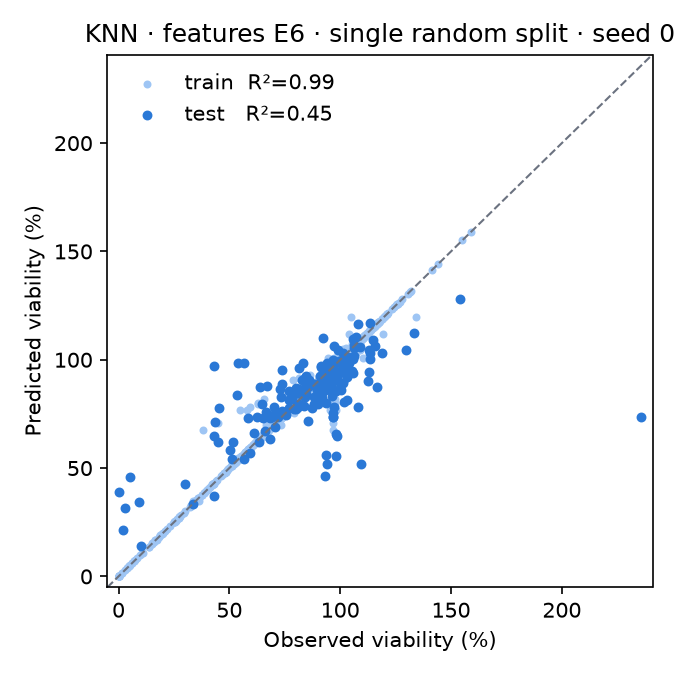 KNN · features E6 · single random split · seed 0
train R²=0.99
test R²=0.45
200
150
100
50
0
Predicted viability (%)
0 50 100 150 200
Observed viability (%)